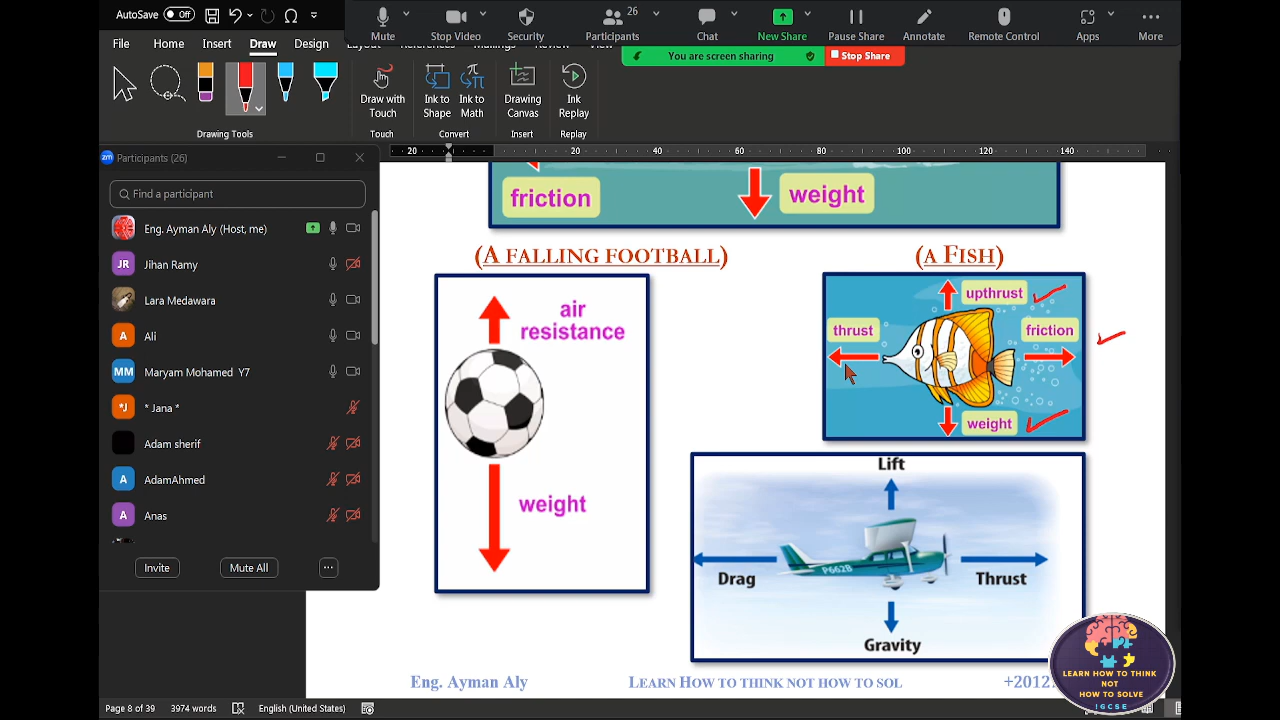 AutoSave Off
Mute
Stop Video
Security
26
Participants
Chat
New Share
Pause Share
Annotate
Remote Control
Apps
More
File Home Insert Draw Design
You are screen sharing
Stop Share
Draw with
Touch
Ink to
Shape
Ink to
Math
Drawing
Canvas
Ink
Replay
Drawing Tools
Touch
Convert
Insert
Replay
zm Participants (26)
20 20 40 60 80 100 120 140
Find a participant
Eng. Ayman Aly (Host, me)
JR Jihan Ramy
Lara Medawara
A Ali
MM Maryam Mohamed Y7
*J * Jana *
Adam sherif
A AdamAhmed
A Anas
Invite
Mute All
friction
weight
(A FALLING FOOTBALL)
air
resistance
weight
(A FISH)
upthrust
thrust
friction
weight
Lift
P662B
Drag
Thrust
Gravity
Eng. Ayman Aly
LEARN HOW TO THINK NOT HOW TO SOL
+2012
LEARN HOW TO THINK
NOT
HOW TO SOLVE
IGCSE
Page 8 of 39
3974 words
English (United States)